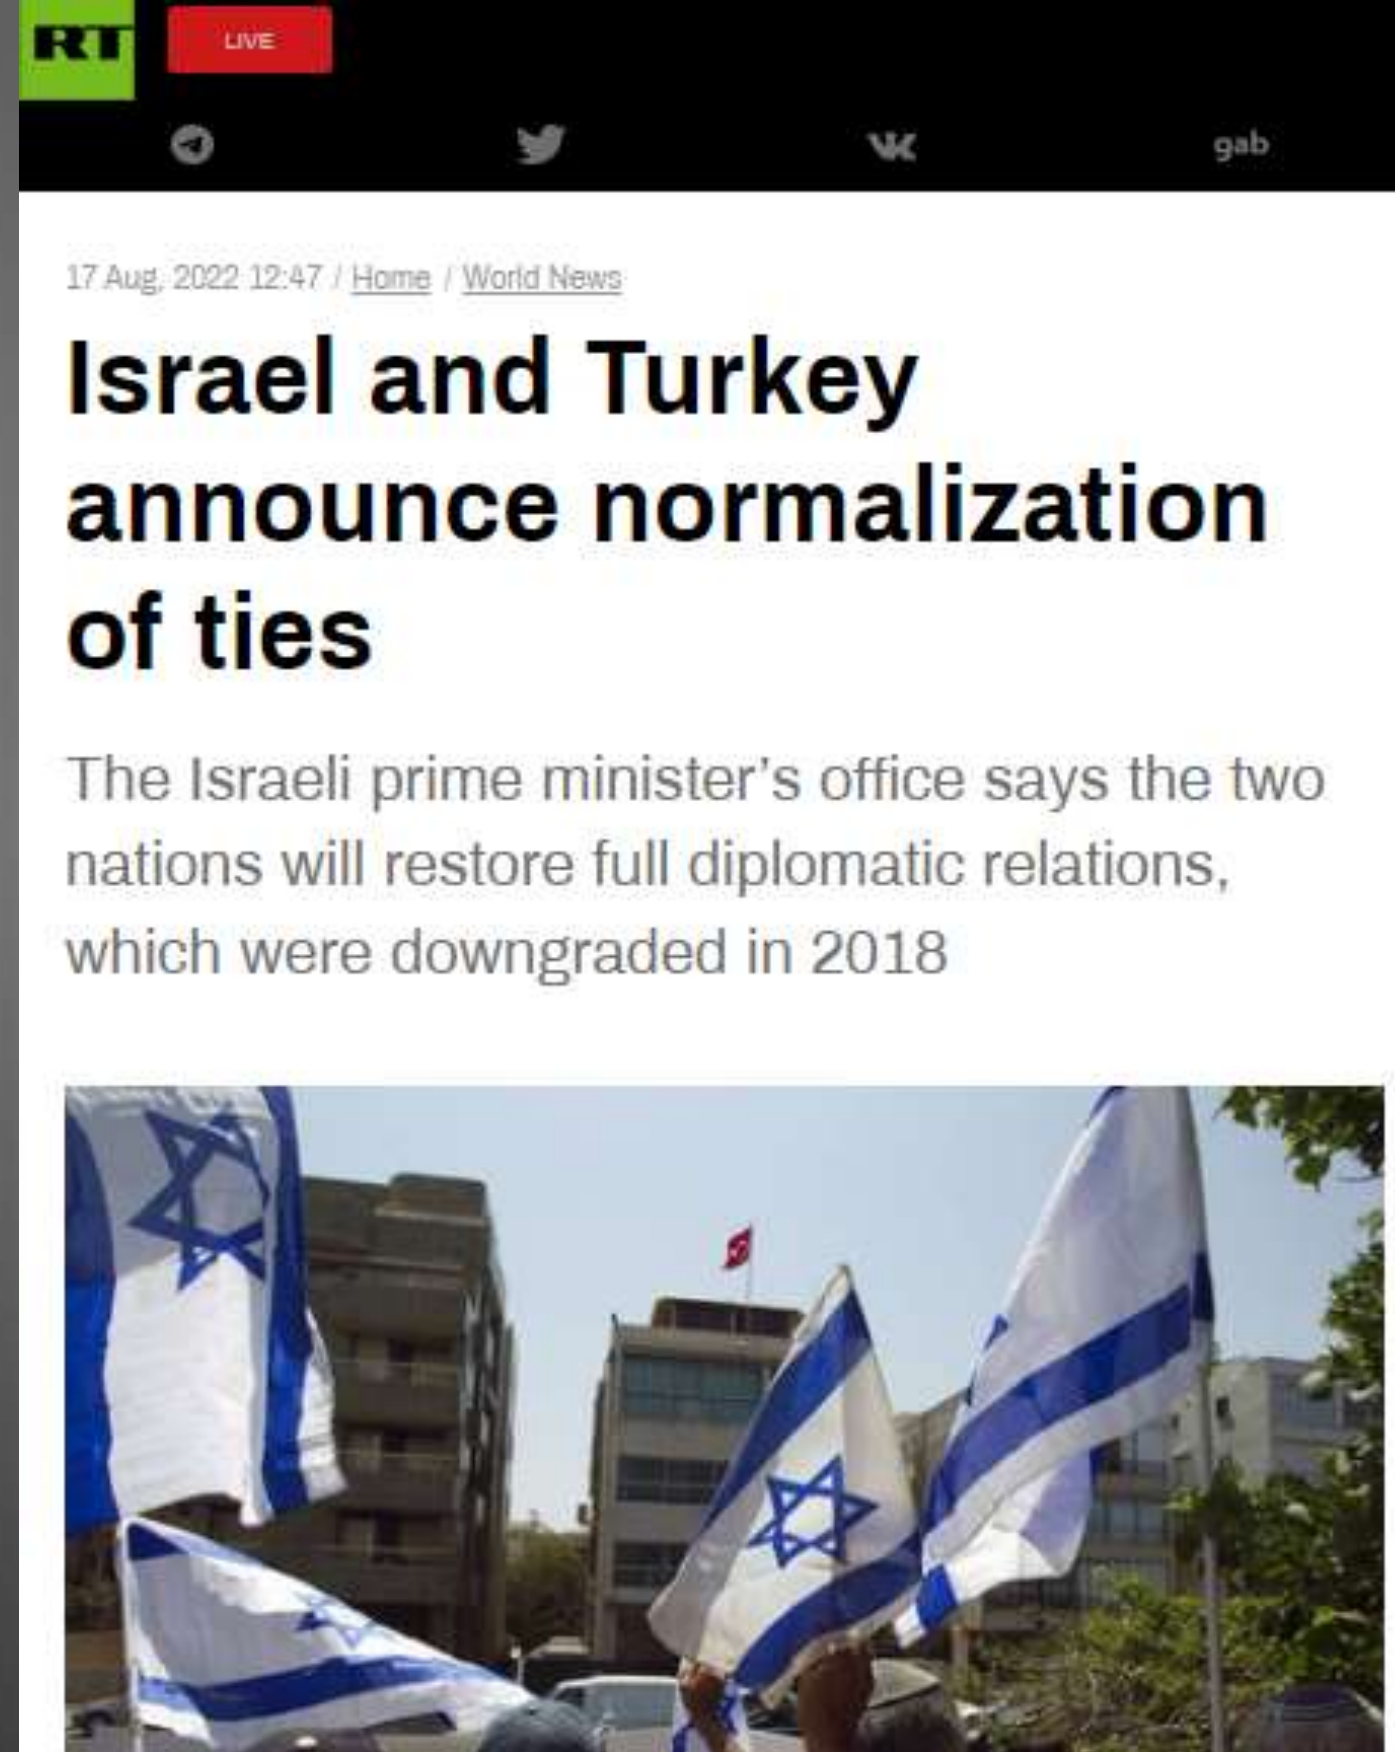 RT
LIVE
gab
17 Aug, 2022 12:47 / Home / World News
Israel and Turkey
announce normalization
of ties
The Israeli prime minister's office says the two
nations will restore full diplomatic relations,
which were downgraded in 2018